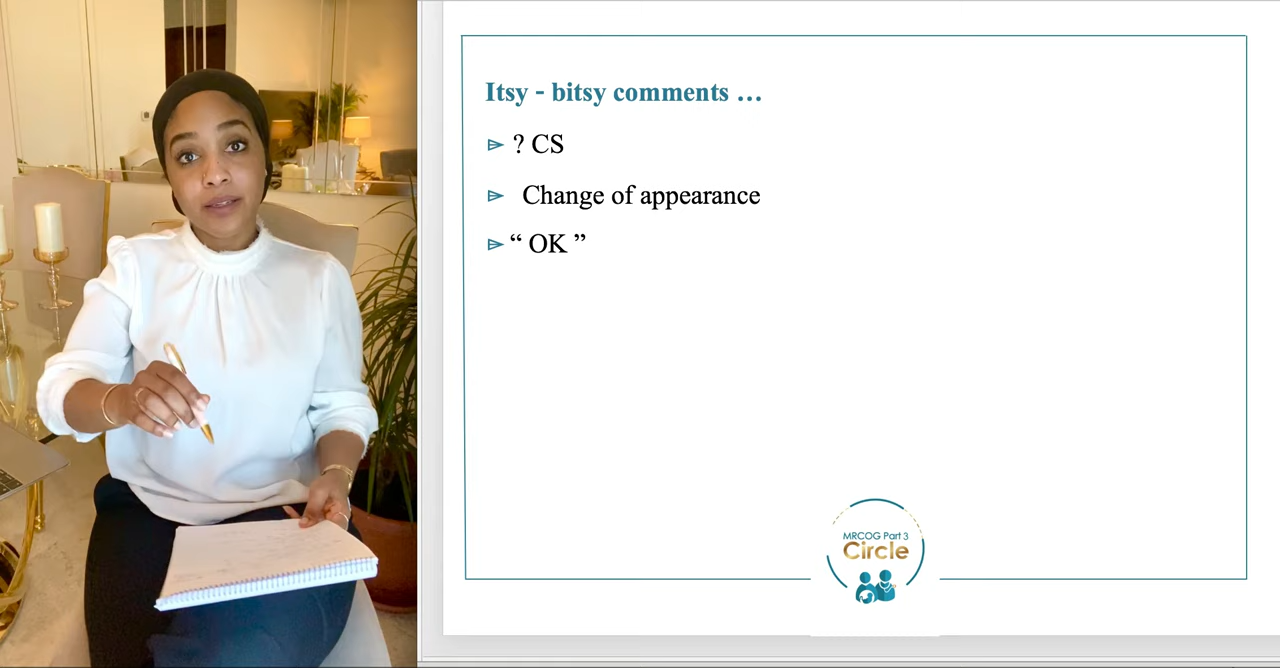 Itsy - bitsy comments ...
? CS
Change of appearance
“ OK ”
MRCOG Part 3
Circle